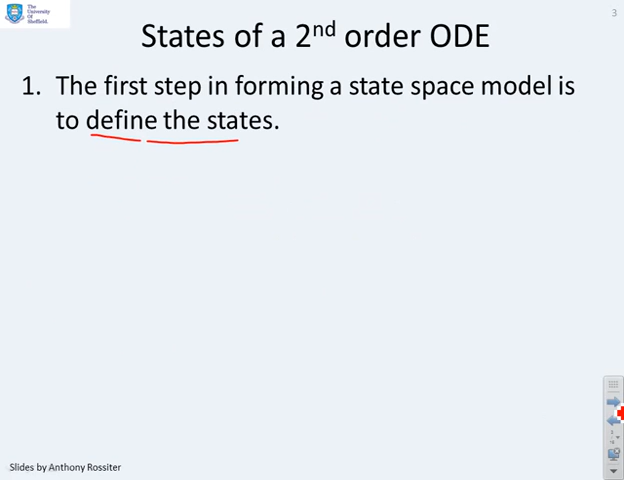 The
University
Of
Sheffield.
3
States of a 2nd order ODE
1. The first step in forming a state space model is
to define the states.
Slides by Anthony Rossiter